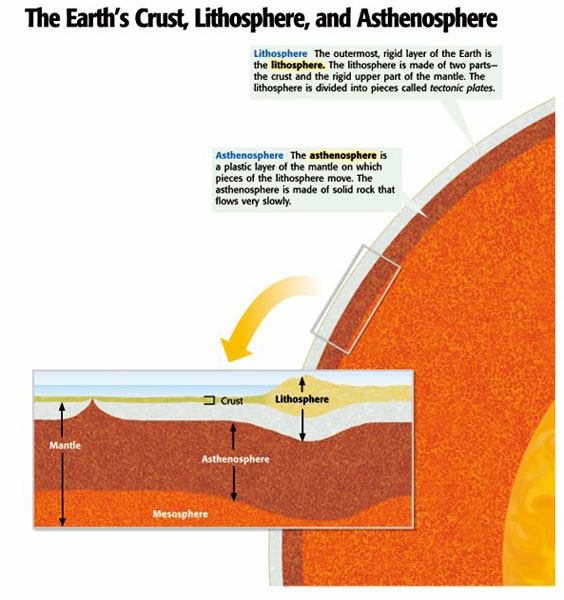 The Earth's Crust, Lithosphere, and Asthenosphere
Lithosphere The outermost, rigid layer of the Earth is
the lithosphere. The lithosphere is made of two parts—
the crust and the rigid upper part of the mantle. The
lithosphere is divided into pieces called tectonic plates.
Asthenosphere The asthenosphere is
a plastic layer of the mantle on which
pieces of the lithosphere move. The
asthenosphere is made of solid rock that
flows very slowly.
Crust
Lithosphere
Mantle
Asthenosphere
Mesosphere